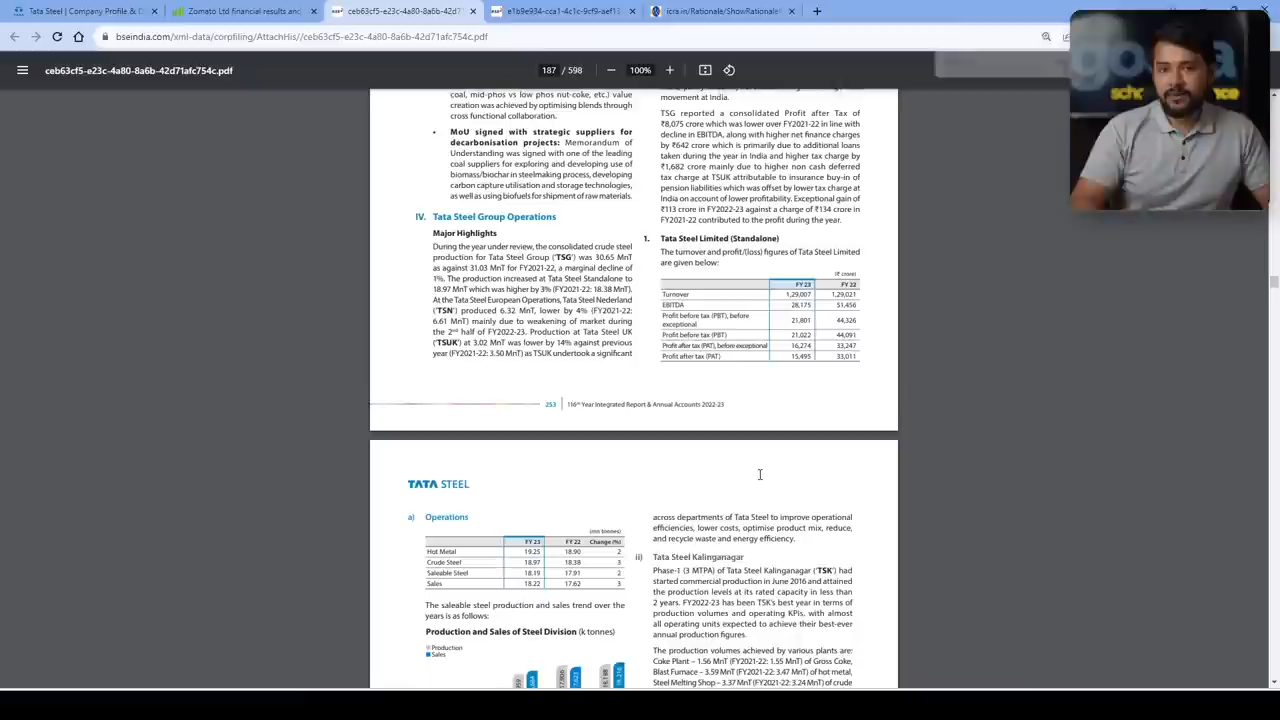 Tata Steel | Company Profile |
Zomato Ltd financial results and
ceb63cf5-e23c-4a80-8a6b-42d71
e1b9e934-cca1-4c1c-9cf9-aef15
icra.in/Rationale/ShowRationale
bseindia.com/xml-data/corpfiling/AttachHis//ceb63cf5-e23c-4a80-8a6b-42d71afc754c.pdf
ceb63cf5-e23c-4a80-8a6b-42d71afc754c.pdf
187 / 598
100%
coal, mid-phos vs low phos nut-coke, etc.) value
creation was achieved by optimising blends through
cross functional collaboration.
• MoU signed with strategic suppliers for
decarbonisation projects: Memorandum of
Understanding was signed with one of the leading
coal suppliers for exploring and developing use of
biomass/biochar in steelmaking process, developing
carbon capture utilisation and storage technologies,
as well as using biofuels for shipment of raw materials.
IV. Tata Steel Group Operations
Major Highlights
During the year under review, the consolidated crude steel
production for Tata Steel Group ('TSG') was 30.65 MnT
as against 31.03 MnT for FY2021-22, a marginal decline of
1%. The production increased at Tata Steel Standalone to
18.97 MnT which was higher by 3% (FY2021-22: 18.38 MnT).
At the Tata Steel European Operations, Tata Steel Nederland
('TSN') produced 6.32 MnT, lower by 4% (FY2021-22:
6.61 MnT) mainly due to weakening of market during
the 2nd half of FY2022-23. Production at Tata Steel UK
('TSUK') at 3.02 MnT was lower by 14% against previous
year (FY2021-22: 3.50 MnT) as TSUK undertook a significant
movement at India.
TSG reported a consolidated Profit after Tax of
₹8,075 crore which was lower over FY2021-22 in line with
decline in EBITDA, along with higher net finance charges
by ₹642 crore which is primarily due to additional loans
taken during the year in India and higher tax charge by
₹1,682 crore mainly due to higher non cash deferred
tax charge at TSUK attributable to insurance buy-in of
pension liabilities which was offset by lower tax charge at
India on account of lower profitability. Exceptional gain of
₹113 crore in FY2022-23 against a charge of ₹134 crore in
FY2021-22 contributed to the profit during the year.
1. Tata Steel Limited (Standalone)
The turnover and profit/(loss) figures of Tata Steel Limited
are given below:
(₹ crore)
FY 23 FY 22
Turnover 1,29,007 1,29,021
EBITDA 28,175 51,456
Profit before tax (PBT), before
exceptional 21,801 44,326
Profit before tax (PBT) 21,022 44,091
Profit after tax (PAT), before exceptional 16,274 33,247
Profit after tax (PAT) 15,495 33,011
253 116th Year Integrated Report & Annual Accounts 2022-23
TATA STEEL
a) Operations
(mn tonnes)
FY 23 FY 22 Change (%)
Hot Metal 19.25 18.90 2
Crude Steel 18.97 18.38 3
Saleable Steel 18.19 17.91 2
Sales 18.22 17.62 3
The saleable steel production and sales trend over the
years is as follows:
Production and Sales of Steel Division (k tonnes)
Production
Sales
across departments of Tata Steel to improve operational
efficiencies, lower costs, optimise product mix, reduce,
and recycle waste and energy efficiency.
ii) Tata Steel Kalinganagar
Phase-1 (3 MTPA) of Tata Steel Kalinganagar ('TSK') had
started commercial production in June 2016 and attained
the production levels at its rated capacity in less than
2 years. FY2022-23 has been TSK's best year in terms of
production volumes and operating KPIs, with almost
all operating units expected to achieve their best-ever
annual production figures.
The production volumes achieved by various plants are:
Coke Plant – 1.56 MnT (FY2021-22: 1.55 MnT) of Gross Coke,
Blast Furnace – 3.59 MnT (FY2021-22: 3.47 MnT) of hot metal,
Steel Melting Shop – 3.37 MnT (FY2021-22: 3.24 MnT) of crude